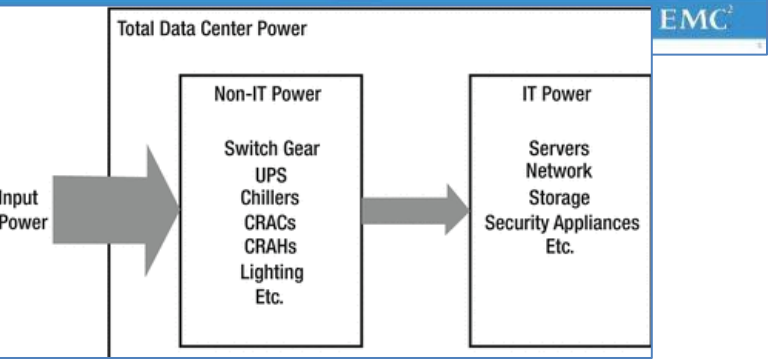 Total Data Center Power
EMC²
Non-IT Power
Switch Gear
UPS
Chillers
CRACs
CRAHs
Lighting
Etc.
IT Power
Servers
Network
Storage
Security Appliances
Etc.
Input
Power